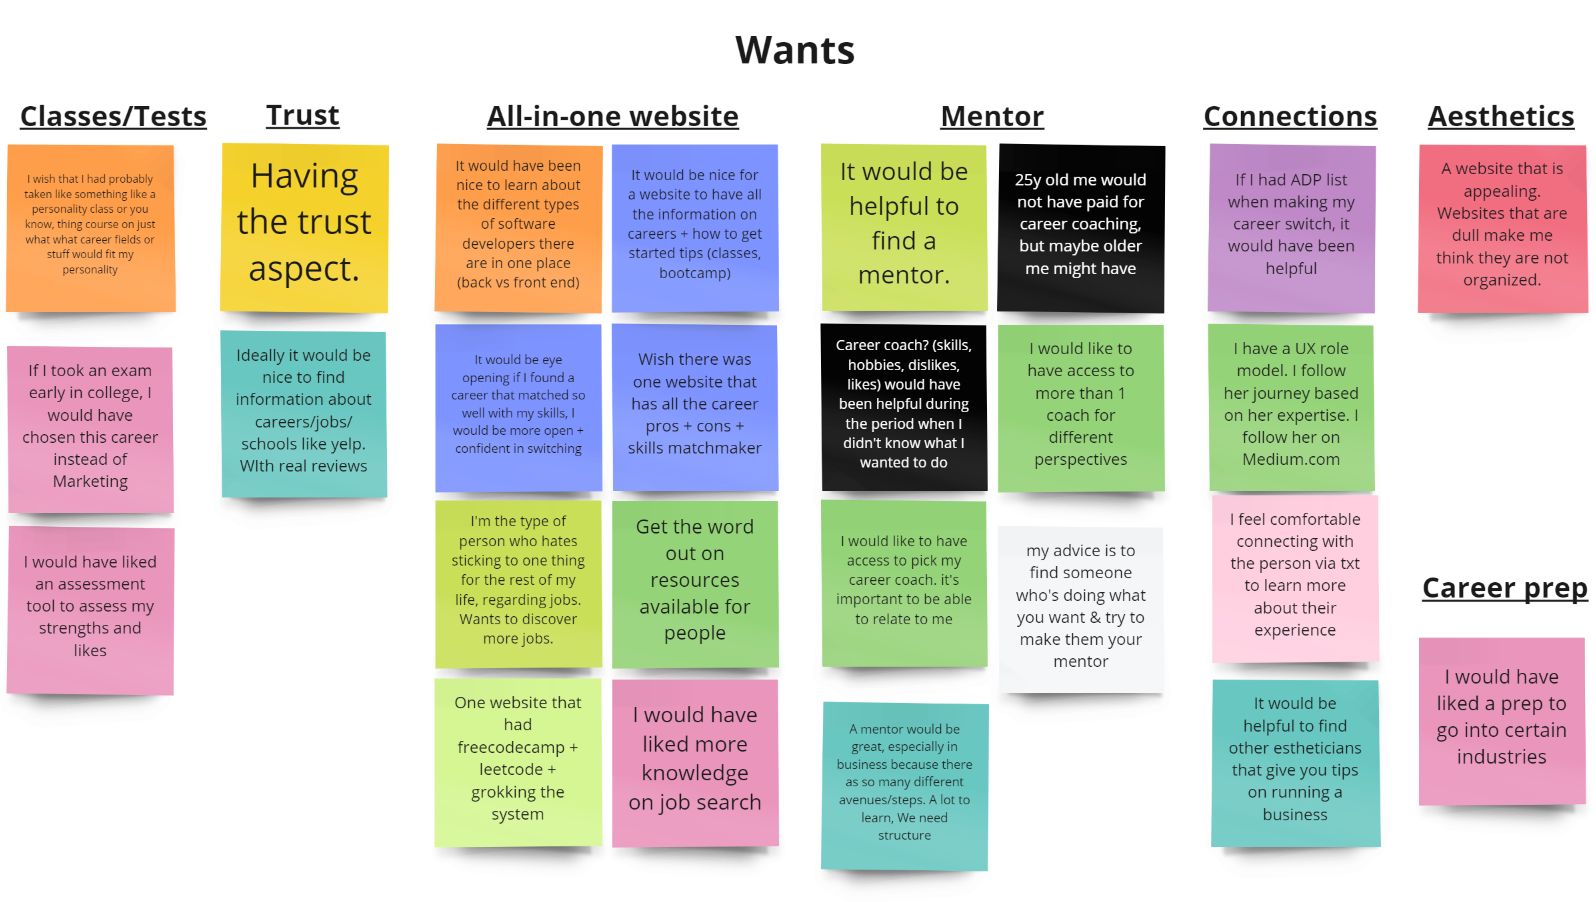 Wants
Classes/Tests
I wish that I had probably
taken like something like a
personality class or you
know, thing course on just
what what career fields or
stuff would fit my
personality
If I took an exam
early in college, I
would have
chosen this career
instead of
Marketing
I would have liked
an assessment
tool to assess my
strengths and
likes
Trust
Having
the trust
aspect.
Ideally it would be
nice to find
information about
careers/jobs/
schools like yelp.
WIth real reviews
All-in-one website
It would have been
nice to learn about
the different types
of software
developers there
are in one place
(back vs front end)
It would be nice for
a website to have all
the information on
careers + how to get
started tips (classes,
bootcamp)
It would be eye
opening if I found a
career that matched so
well with my skills, I
would be more open +
confident in switching
Wish there was
one website that
has all the career
pros + cons +
skills matchmaker
I'm the type of
person who hates
sticking to one thing
for the rest of my
life, regarding jobs.
Wants to discover
more jobs.
Get the word
out on
resources
available for
people
One website that
had
freecodecamp +
leetcode +
grokking the
system
I would have
liked more
knowledge
on job search
Mentor
It would be
helpful to
find a
mentor.
25y old me would
not have paid for
career coaching,
but maybe older
me might have
Career coach? (skills,
hobbies, dislikes,
likes) would have
been helpful during
the period when I
didn't know what I
wanted to do
I would like to
have access to
more than 1
coach for
different
perspectives
I would like to have
access to pick my
career coach. it's
important to be able
to relate to me
my advice is to
find someone
who's doing what
you want & try to
make them your
mentor
A mentor would be
great, especially in
business because there
as so many different
avenues/steps. A lot to
learn, We need
structure
Connections
If I had ADP list
when making my
career switch, it
would have been
helpful
I have a UX role
model. I follow
her journey based
on her expertise. I
follow her on
Medium.com
I feel comfortable
connecting with
the person via txt
to learn more
about their
experience
It would be
helpful to find
other estheticians
that give you tips
on running a
business
Aesthetics
A website that is
appealing.
Websites that are
dull make me
think they are not
organized.
Career prep
I would have
liked a prep to
go into certain
industries